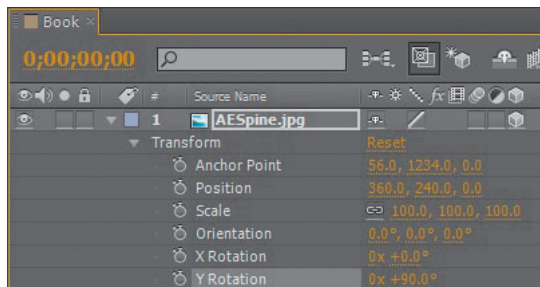 Book ×
0;00;00;00
# Source Name fx
1 AESpine.jpg
Transform Reset
Anchor Point 56.0, 1234.0, 0.0
Position 360.0, 240.0, 0.0
Scale 100.0, 100.0, 100.0
Orientation 0.0°, 0.0°, 0.0°
X Rotation 0x +0.0°
Y Rotation 0x +90.0°